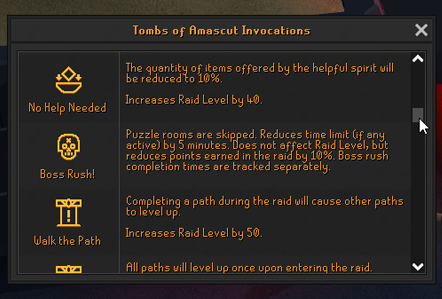 Tombs of Amascut Invocations
No Help Needed
The quantity of items offered by the helpful spirit will
be reduced to 10%.
Increases Raid Level by 40.
Boss Rush!
Puzzle rooms are skipped. Reduces time limit (if any
active) by 5 minutes. Does not affect Raid Level, but
reduces points earned in the raid by 10%. Boss rush
completion times are tracked separately.
Walk the Path
Completing a path during the raid will cause other paths
to level up.
Increases Raid Level by 50.
All paths will level up once upon entering the raid.